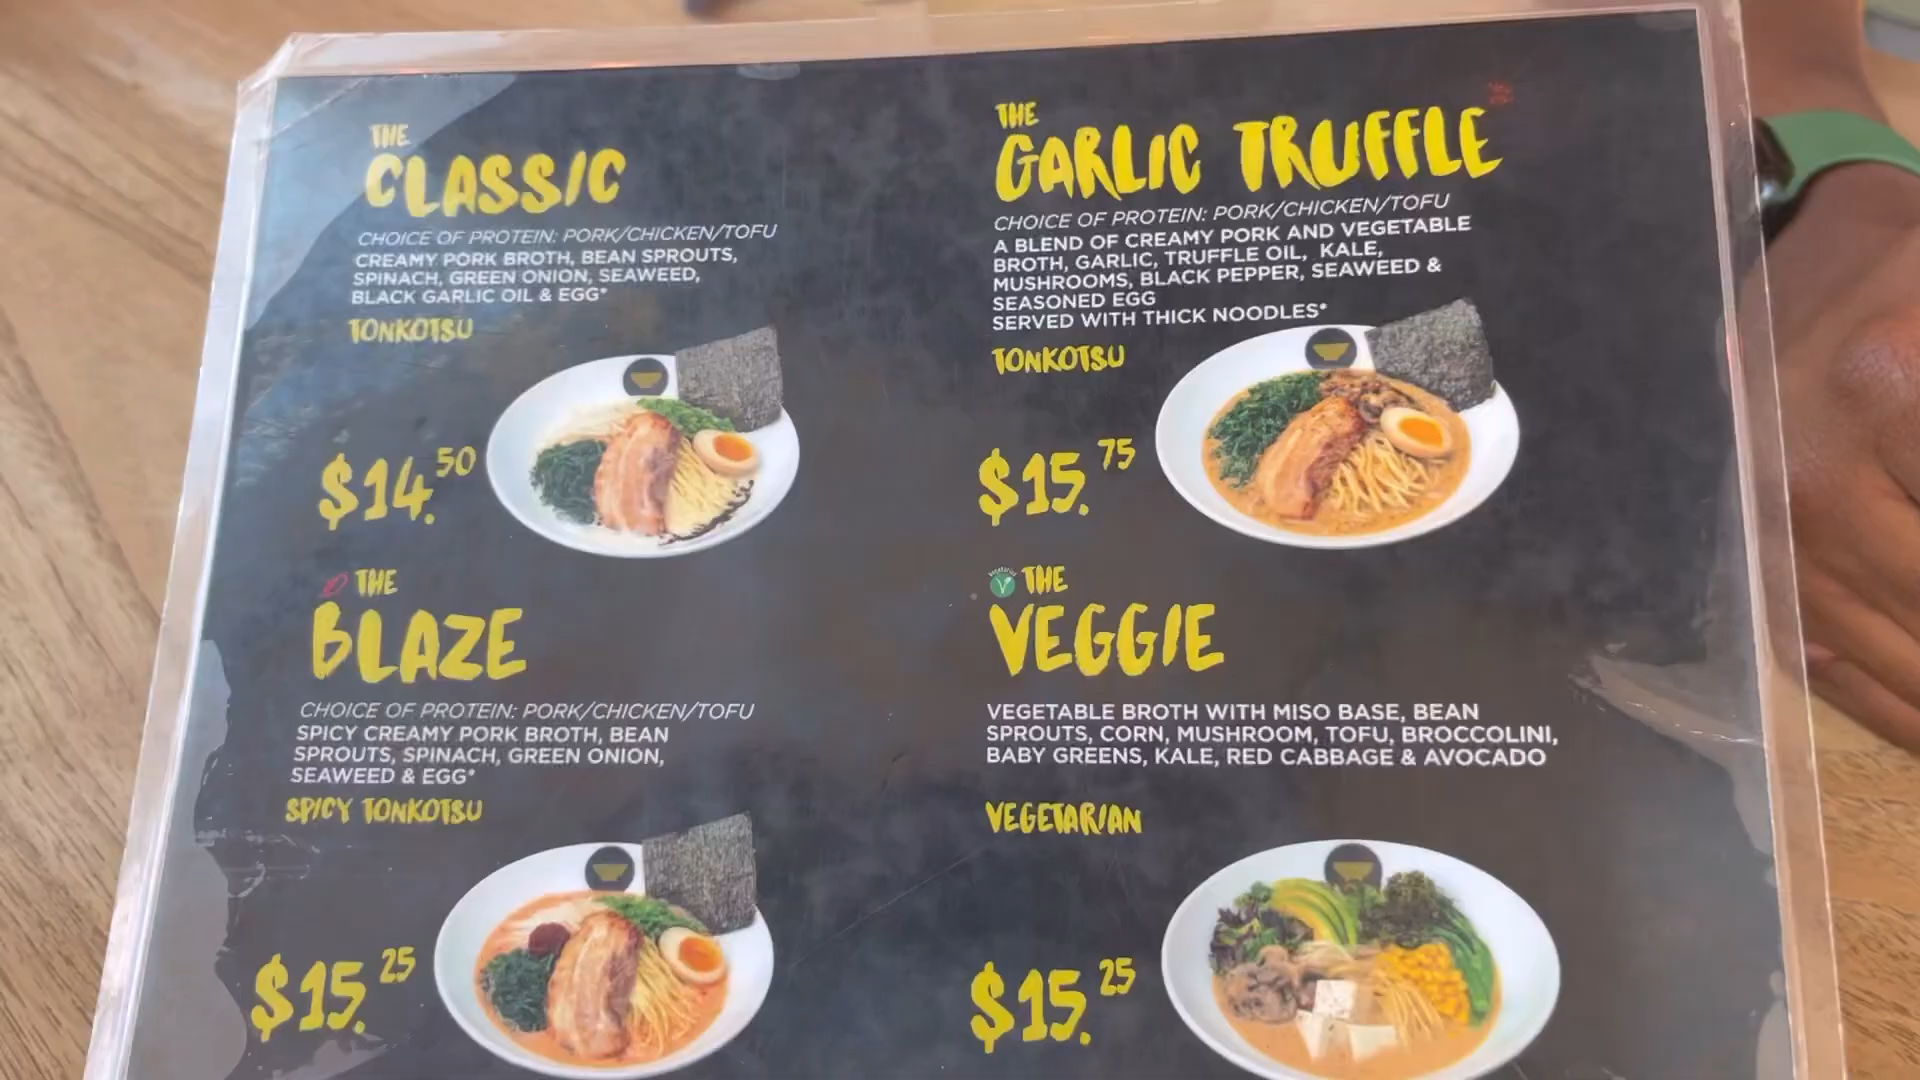 THE
CLASSIC
CHOICE OF PROTEIN: PORK/CHICKEN/TOFU
CREAMY PORK BROTH, BEAN SPROUTS,
SPINACH, GREEN ONION, SEAWEED,
BLACK GARLIC OIL & EGG*
TONKOTSU
$14.50
THE
GARLIC TRUFFLE
CHOICE OF PROTEIN: PORK/CHICKEN/TOFU
A BLEND OF CREAMY PORK AND VEGETABLE
BROTH, GARLIC, TRUFFLE OIL, KALE,
MUSHROOMS, BLACK PEPPER, SEAWEED &
SEASONED EGG
SERVED WITH THICK NOODLES*
TONKOTSU
$15.75
THE
BLAZE
CHOICE OF PROTEIN: PORK/CHICKEN/TOFU
SPICY CREAMY PORK BROTH, BEAN
SPROUTS, SPINACH, GREEN ONION,
SEAWEED & EGG*
SPICY TONKOTSU
$15.25
Vegetarian
V
THE
VEGGIE
VEGETABLE BROTH WITH MISO BASE, BEAN
SPROUTS, CORN, MUSHROOM, TOFU, BROCCOLINI,
BABY GREENS, KALE, RED CABBAGE & AVOCADO
VEGETARIAN
$15.25